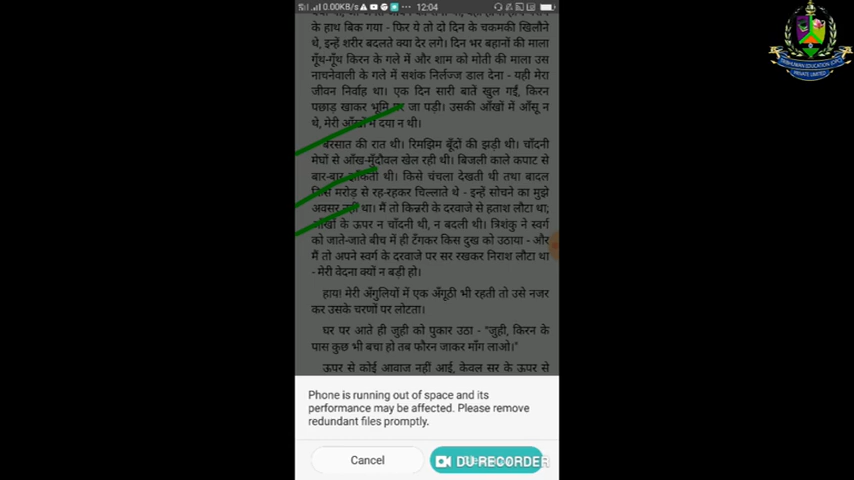 0.00KB/s 12:04
के हाथ बिक गया - फिर ये तो दो दिन के चकमकी खिलौने
थे, इन्हें शरीर बदलते क्या देर लगे। दिन भर बहानों की माला
गूँथ-गूँथ किरन के गले में और शाम को मोती की माला उस
नाचनेवाली के गले में सशंक निर्लज्ज डाल देना - यही मेरा
जीवन निर्वाह था। एक दिन सारी बातें खुल गईं, किरन
पछाड़ खाकर भूमि पर जा पड़ी। उसकी आँखों में आँसू न
थे, मेरी आँखों में दया न थी।
बरसात की रात थी। रिमझिम बूँदों की झड़ी थी। चाँदनी
मेघों से आँख-मुँदौवल खेल रही थी। बिजली काले कपाट से
बार-बार झाँकती थी। किसे चंचला देखती थी तथा बादल
किस मरोड़ से रह-रहकर चिल्लाते थे - इन्हें सोचने का मुझे
अवसर नहीं था। मैं तो किन्नरी के दरवाजे से हताश लौटा था;
आँखों के ऊपर न चाँदनी थी, न बदली थी। त्रिशंकु ने स्वर्ग
को जाते-जाते बीच में ही टँगकर किस दुख को उठाया - और
मैं तो अपने स्वर्ग के दरवाजे पर सर रखकर निराश लौटा था
- मेरी वेदना क्यों न बड़ी हो।
हाय! मेरी अँगुलियों में एक अँगूठी भी रहती तो उसे नजर
कर उसके चरणों पर लोटता।
घर पर आते ही जुही को पुकार उठा - "जुही, किरन के
पास कुछ भी बचा हो तब फौरन जाकर माँग लाओ।"
ऊपर से कोई आवाज नहीं आई, केवल सर के ऊपर से
Phone is running out of space and its
performance may be affected. Please remove
redundant files promptly.
Cancel
DU RECORDER
PRIVATE LIMITED